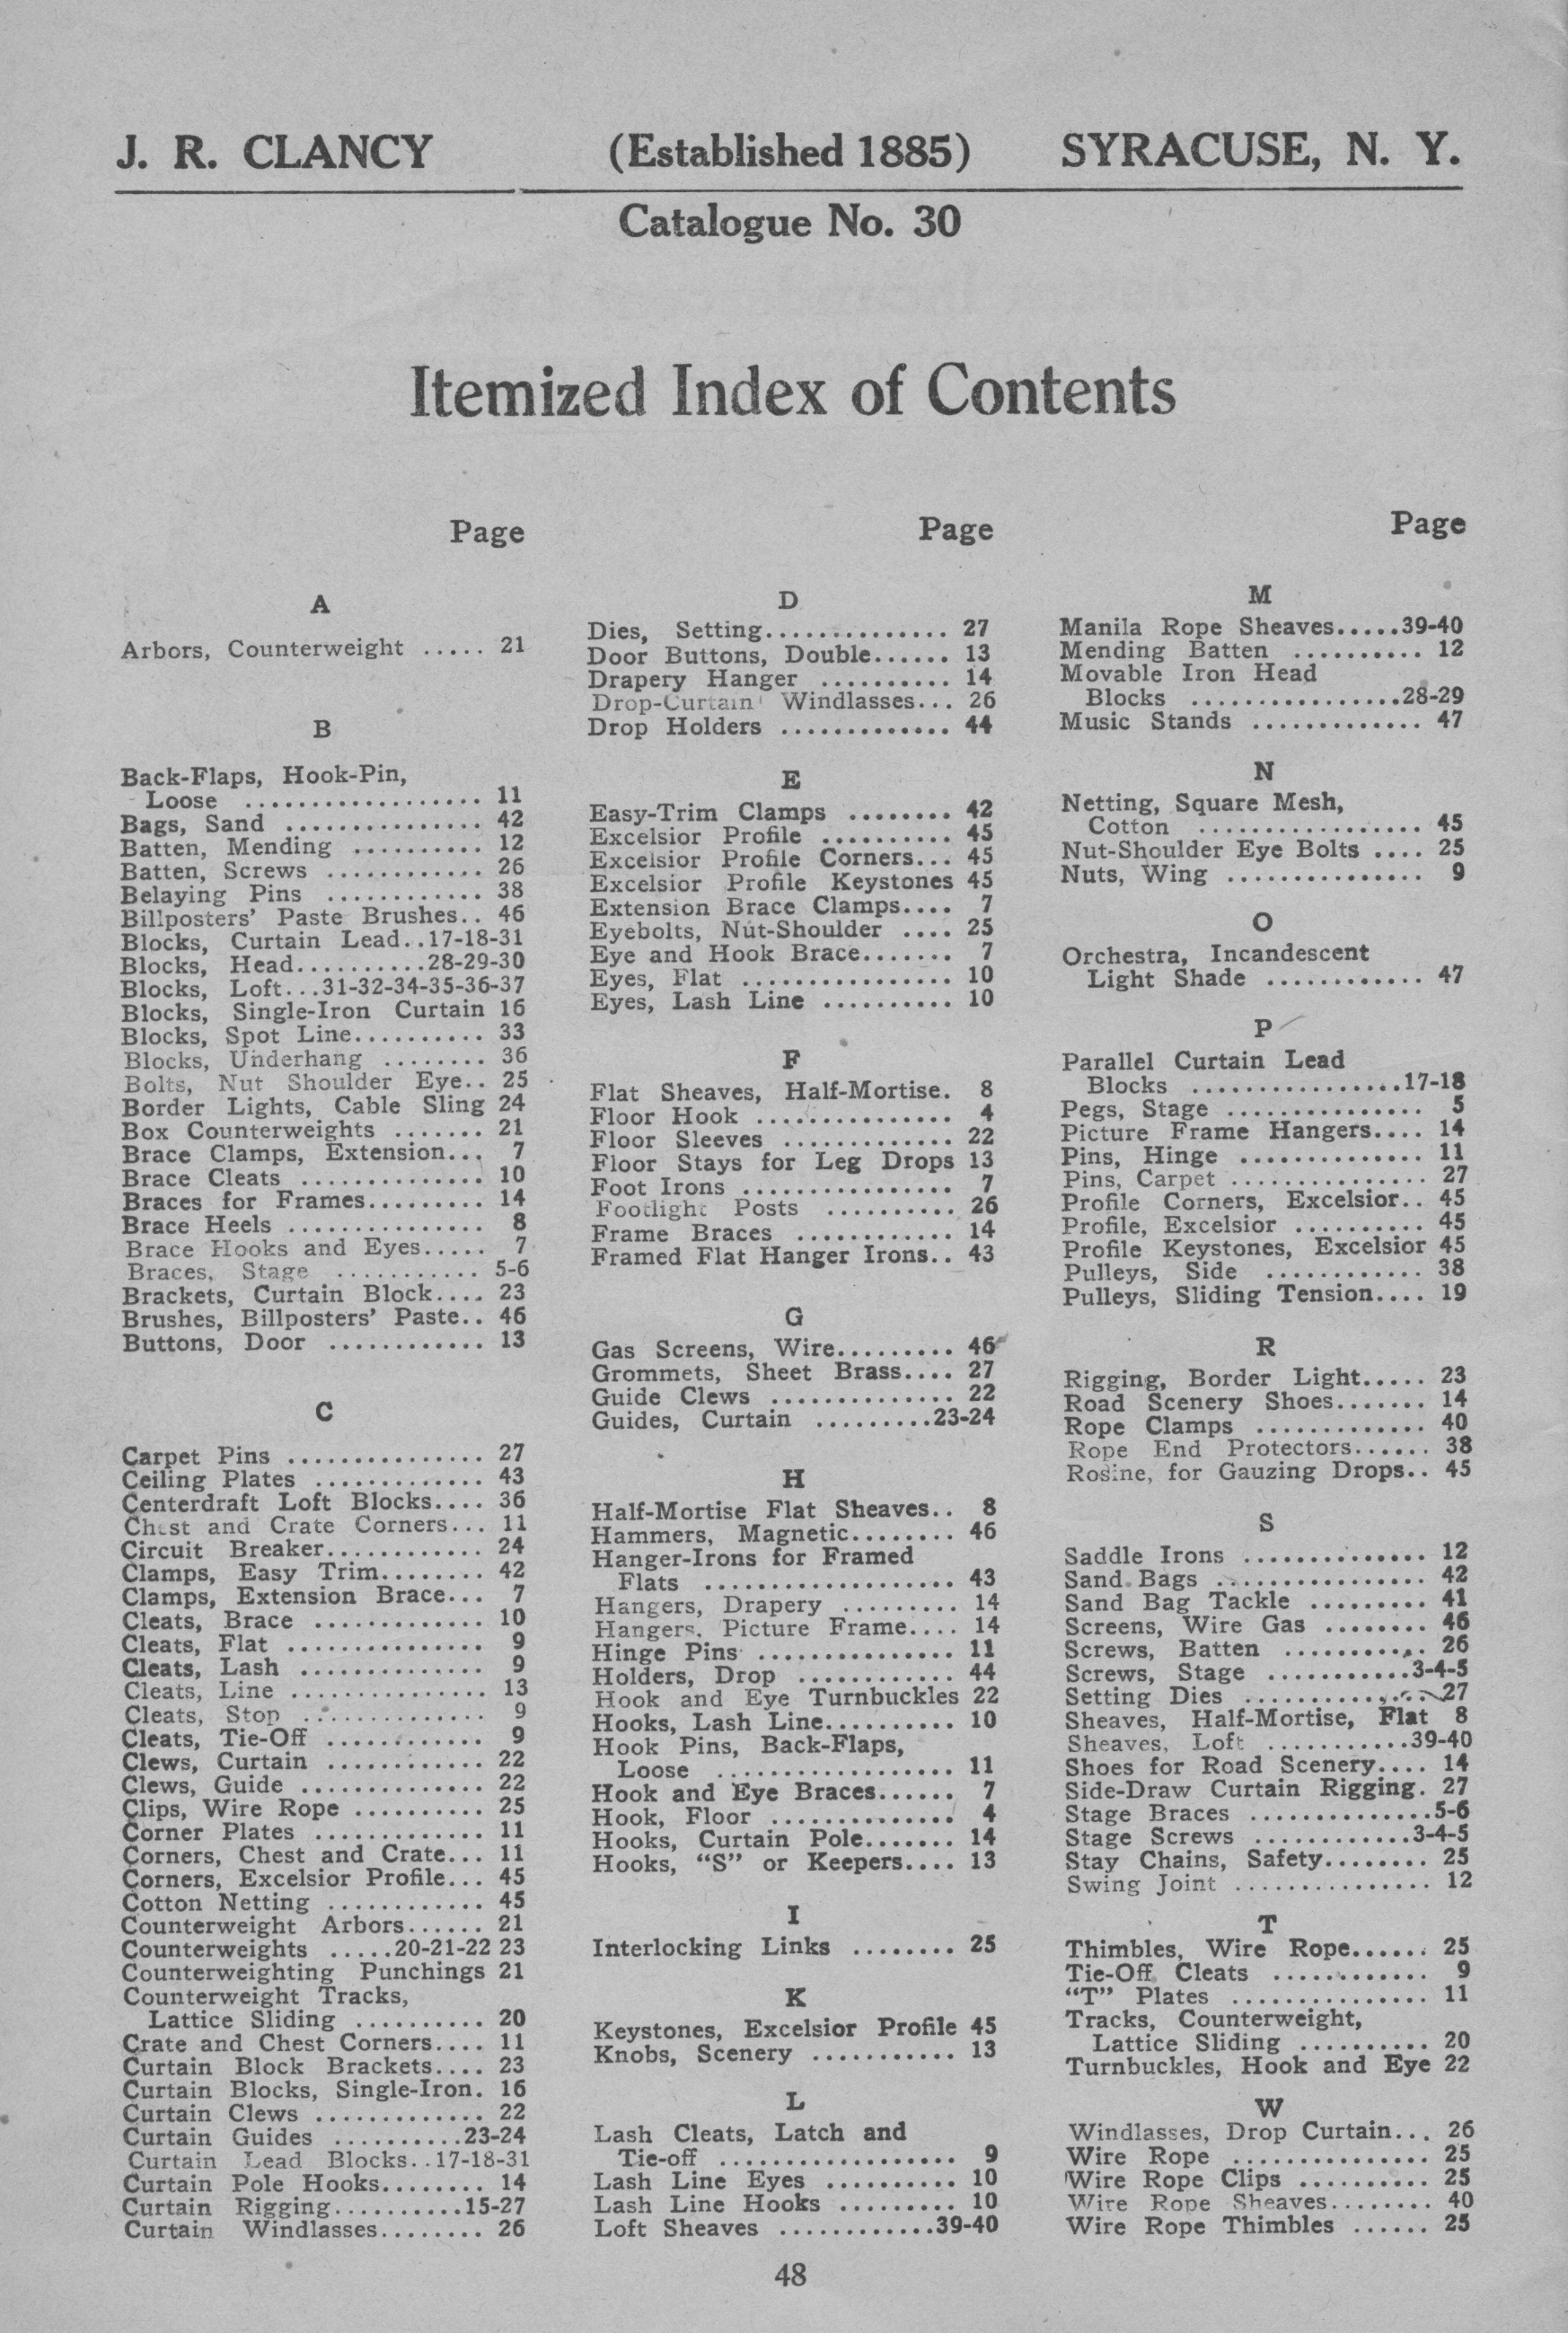 J. R. CLANCY (Established 1885) SYRACUSE, N. Y.
Catalogue No. 30
Itemized Index of Contents
Page
A
Arbors, Counterweight ..... 21
B
Back-Flaps, Hook-Pin,
Loose .................. 11
Bags, Sand ............... 42
Batten, Mending .......... 12
Batten, Screws ............ 26
Belaying Pins ............ 38
Billposters' Paste Brushes.. 46
Blocks, Curtain Lead..17-18-31
Blocks, Head..........28-29-30
Blocks, Loft...31-32-34-35-36-37
Blocks, Single-Iron Curtain 16
Blocks, Spot Line.......... 33
Blocks, Underhang ........ 36
Bolts, Nut Shoulder Eye.. 25
Border Lights, Cable Sling 24
Box Counterweights ....... 21
Brace Clamps, Extension... 7
Brace Cleats .............. 10
Braces for Frames......... 14
Brace Heels ............... 8
Brace Hooks and Eyes..... 7
Braces, Stage ........... 5-6
Brackets, Curtain Block.... 23
Brushes, Billposters' Paste.. 46
Buttons, Door ............ 13
C
Carpet Pins ............... 27
Ceiling Plates ............. 43
Centerdraft Loft Blocks.... 36
Chest and Crate Corners... 11
Circuit Breaker............ 24
Clamps, Easy Trim........ 42
Clamps, Extension Brace... 7
Cleats, Brace ............. 10
Cleats, Flat ............... 9
Cleats, Lash .............. 9
Cleats, Line ............... 13
Cleats, Stop .............. 9
Cleats, Tie-Off ............ 9
Clews, Curtain ............ 22
Clews, Guide .............. 22
Clips, Wire Rope .......... 25
Corner Plates ............. 11
Corners, Chest and Crate... 11
Corners, Excelsior Profile... 45
Cotton Netting ............ 45
Counterweight Arbors...... 21
Counterweights .....20-21-22 23
Counterweighting Punchings 21
Counterweight Tracks,
Lattice Sliding .......... 20
Crate and Chest Corners.... 11
Curtain Block Brackets.... 23
Curtain Blocks, Single-Iron. 16
Curtain Clews ............. 22
Curtain Guides ..........23-24
Curtain Lead Blocks..17-18-31
Curtain Pole Hooks........ 14
Curtain Rigging..........15-27
Curtain Windlasses........ 26
Page
D
Dies, Setting.............. 27
Door Buttons, Double...... 13
Drapery Hanger .......... 14
Drop-Curtain Windlasses... 26
Drop Holders ............. 44
E
Easy-Trim Clamps ........ 42
Excelsior Profile .......... 45
Excelsior Profile Corners... 45
Excelsior Profile Keystones 45
Extension Brace Clamps.... 7
Eyebolts, Nut-Shoulder .... 25
Eye and Hook Brace....... 7
Eyes, Flat ................ 10
Eyes, Lash Line .......... 10
F
Flat Sheaves, Half-Mortise. 8
Floor Hook ............... 4
Floor Sleeves ............. 22
Floor Stays for Leg Drops 13
Foot Irons ................ 7
Footlight Posts .......... 26
Frame Braces ............ 14
Framed Flat Hanger Irons.. 43
G
Gas Screens, Wire......... 46
Grommets, Sheet Brass.... 27
Guide Clews .............. 22
Guides, Curtain .........23-24
H
Half-Mortise Flat Sheaves.. 8
Hammers, Magnetic........ 46
Hanger-Irons for Framed
Flats ................... 43
Hangers, Drapery ......... 14
Hangers, Picture Frame.... 14
Hinge Pins ............... 11
Holders, Drop ............ 44
Hook and Eye Turnbuckles 22
Hooks, Lash Line.......... 10
Hook Pins, Back-Flaps,
Loose .................. 11
Hook and Eye Braces...... 7
Hook, Floor .............. 4
Hooks, Curtain Pole....... 14
Hooks, "S" or Keepers.... 13
I
Interlocking Links ........ 25
K
Keystones, Excelsior Profile 45
Knobs, Scenery ........... 13
L
Lash Cleats, Latch and
Tie-off .................. 9
Lash Line Eyes .......... 10
Lash Line Hooks ......... 10
Loft Sheaves ............39-40
Page
M
Manila Rope Sheaves.....39-40
Mending Batten .......... 12
Movable Iron Head
Blocks ................28-29
Music Stands ............. 47
N
Netting, Square Mesh,
Cotton ................. 45
Nut-Shoulder Eye Bolts .... 25
Nuts, Wing ............... 9
O
Orchestra, Incandescent
Light Shade ............ 47
P
Parallel Curtain Lead
Blocks ................17-18
Pegs, Stage ............... 5
Picture Frame Hangers.... 14
Pins, Hinge .............. 11
Pins, Carpet ............... 27
Profile Corners, Excelsior.. 45
Profile, Excelsior .......... 45
Profile Keystones, Excelsior 45
Pulleys, Side ............ 38
Pulleys, Sliding Tension.... 19
R
Rigging, Border Light..... 23
Road Scenery Shoes....... 14
Rope Clamps ............. 40
Rope End Protectors...... 38
Rosine, for Gauzing Drops.. 45
S
Saddle Irons .............. 12
Sand Bags ................ 42
Sand Bag Tackle ......... 41
Screens, Wire Gas ........ 46
Screws, Batten ........... 26
Screws, Stage ...........3-4-5
Setting Dies .............. 27
Sheaves, Half-Mortise, Flat 8
Sheaves, Loft ...........39-40
Shoes for Road Scenery.... 14
Side-Draw Curtain Rigging. 27
Stage Braces ..............5-6
Stage Screws ............3-4-5
Stay Chains, Safety........ 25
Swing Joint ............... 12
T
Thimbles, Wire Rope...... 25
Tie-Off Cleats ............ 9
"T" Plates ............... 11
Tracks, Counterweight,
Lattice Sliding .......... 20
Turnbuckles, Hook and Eye 22
W
Windlasses, Drop Curtain... 26
Wire Rope ............... 25
Wire Rope Clips .......... 25
Wire Rope Sheaves........ 40
Wire Rope Thimbles ...... 25
48